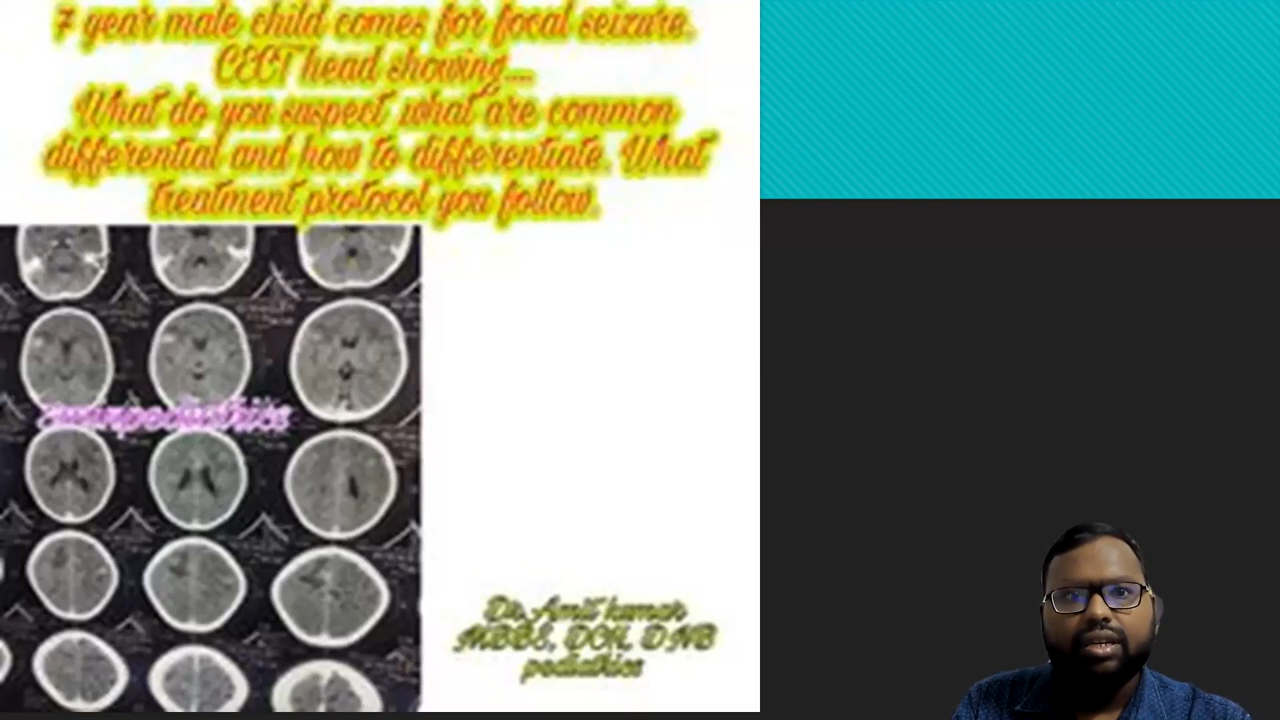 7 year male child comes for focal seizure.
CECT head showing....
What do you suspect what are common
differential and how to differentiate. What
treatment protocol you follow.
Dr. Amit kumar
MBBS, DCH, DNB
pediatrics